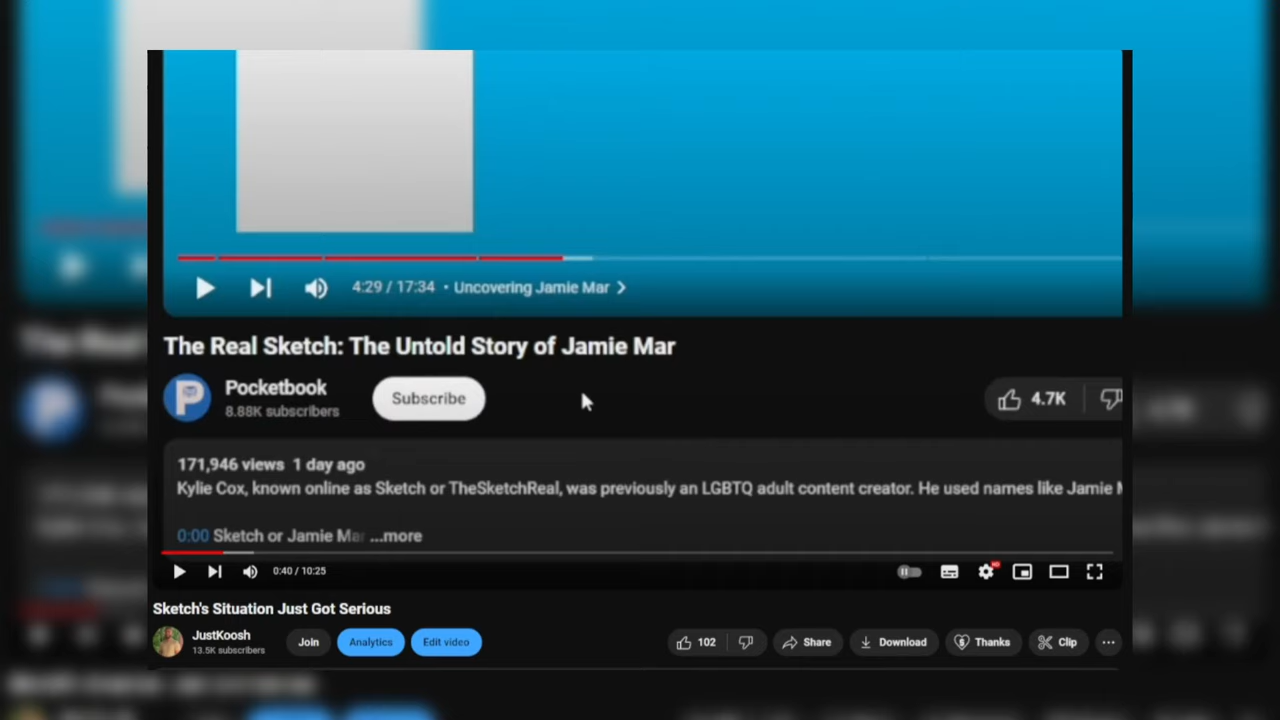 4:29 / 17:34 • Uncovering Jamie Mar >
The Real Sketch: The Untold Story of Jamie Mar
Pocketbook
8.88K subscribers
Subscribe
4.7K
171,946 views 1 day ago
Kylie Cox, known online as Sketch or TheSketchReal, was previously an LGBTQ adult content creator. He used names like Jamie
0:00 Sketch or Jamie Mar ...more
0:40 / 10:25
Sketch's Situation Just Got Serious
JustKoosh
13.5K subscribers
Join
Analytics
Edit video
102
Share
Download
Thanks
Clip